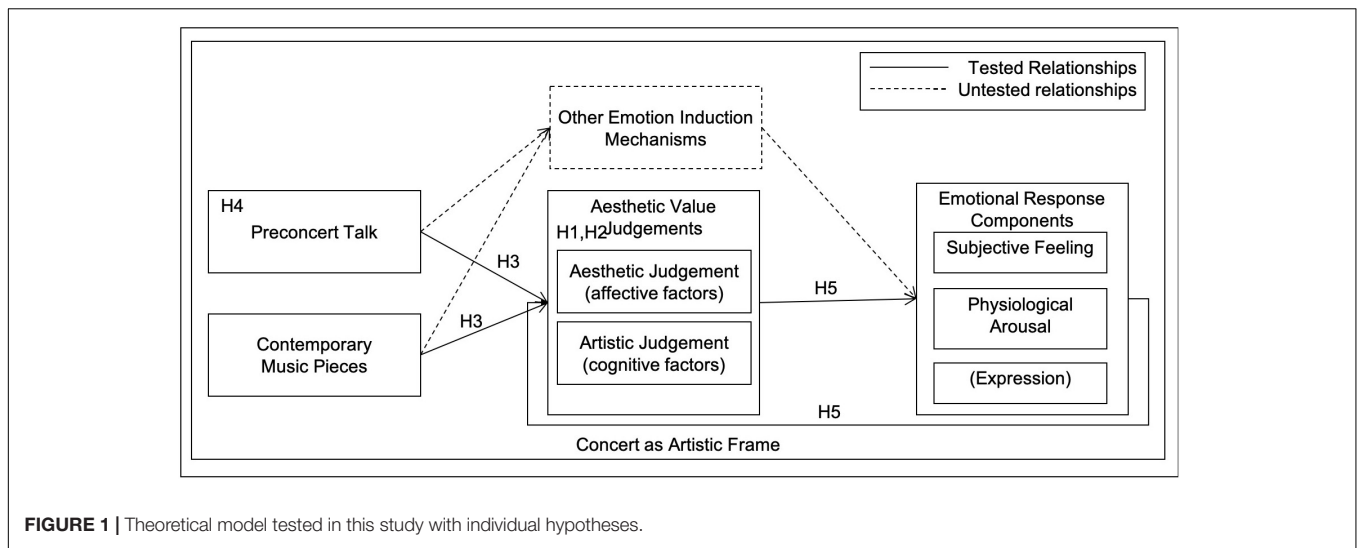 Tested Relationships
Untested relationships
Other Emotion Induction
Mechanisms
H4
Preconcert Talk
Contemporary
Music Pieces
H3
H3
Aesthetic Value
Judgements
H1,H2
Aesthetic Judgement
(affective factors)
Artistic Judgement
(cognitive factors)
H5
Emotional Response
Components
Subjective Feeling
Physiological
Arousal
(Expression)
H5
Concert as Artistic Frame
FIGURE 1 | Theoretical model tested in this study with individual hypotheses.